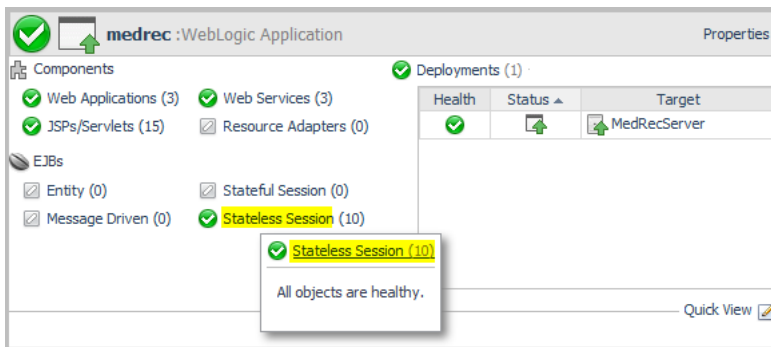 medrec : WebLogic Application Properties
Components
Web Applications (3) Web Services (3)
JSPs/Servlets (15) Resource Adapters (0)
EJBs
Entity (0) Stateful Session (0)
Message Driven (0) Stateless Session (10)
Stateless Session (10)
All objects are healthy.
Deployments (1)
Health Status Target
MedRecServer
Quick View